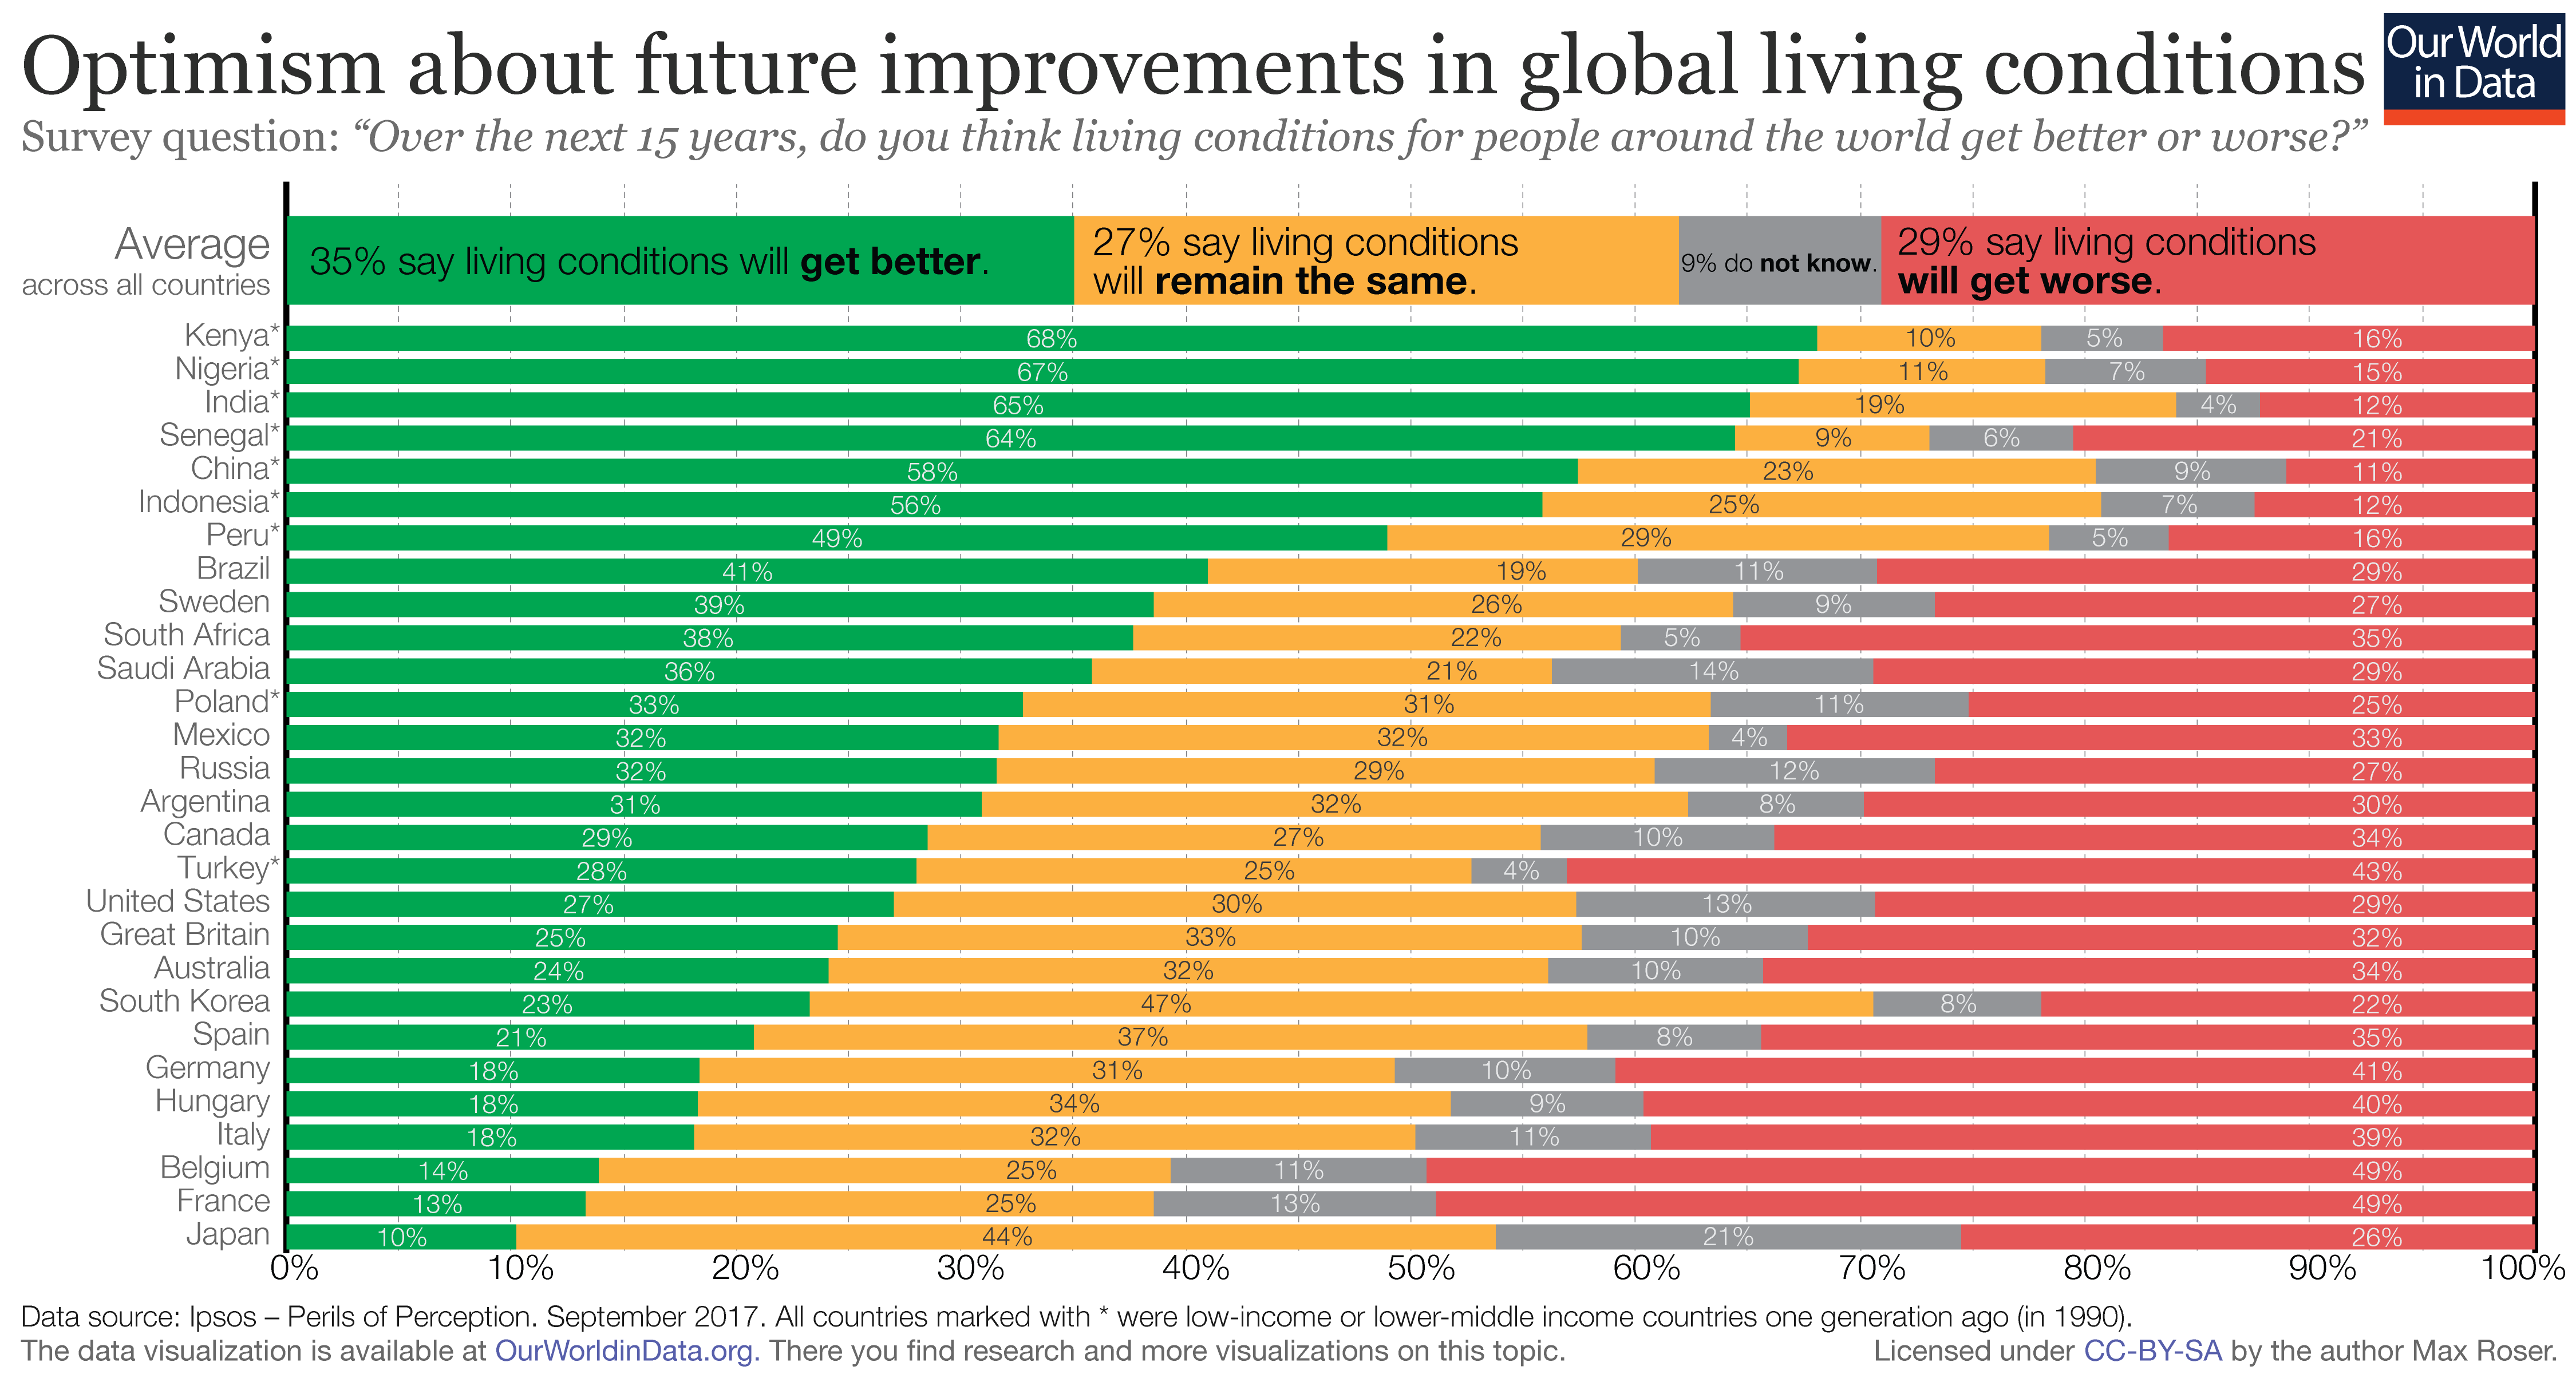 Optimism about future improvements in global living conditions
Our World
in Data
Survey question: “Over the next 15 years, do you think living conditions for people around the world get better or worse?”
Average
across all countries
35% say living conditions will get better.
27% say living conditions
will remain the same.
9% do not know.
29% say living conditions
will get worse.
Kenya* 68% 10% 5% 16%
Nigeria* 67% 11% 7% 15%
India* 65% 19% 4% 12%
Senegal* 64% 9% 6% 21%
China* 58% 23% 9% 11%
Indonesia* 56% 25% 7% 12%
Peru* 49% 29% 5% 16%
Brazil 41% 19% 11% 29%
Sweden 39% 26% 9% 27%
South Africa 38% 22% 5% 35%
Saudi Arabia 36% 21% 14% 29%
Poland* 33% 31% 11% 25%
Mexico 32% 32% 4% 33%
Russia 32% 29% 12% 27%
Argentina 31% 32% 8% 30%
Canada 29% 27% 10% 34%
Turkey* 28% 25% 4% 43%
United States 27% 30% 13% 29%
Great Britain 25% 33% 10% 32%
Australia 24% 32% 10% 34%
South Korea 23% 47% 8% 22%
Spain 21% 37% 8% 35%
Germany 18% 31% 10% 41%
Hungary 18% 34% 9% 40%
Italy 18% 32% 11% 39%
Belgium 14% 25% 11% 49%
France 13% 25% 13% 49%
Japan 10% 44% 21% 26%
0% 10% 20% 30% 40% 50% 60% 70% 80% 90% 100%
Data source: Ipsos – Perils of Perception. September 2017. All countries marked with * were low-income or lower-middle income countries one generation ago (in 1990).
The data visualization is available at OurWorldinData.org. There you find research and more visualizations on this topic.
Licensed under CC-BY-SA by the author Max Roser.